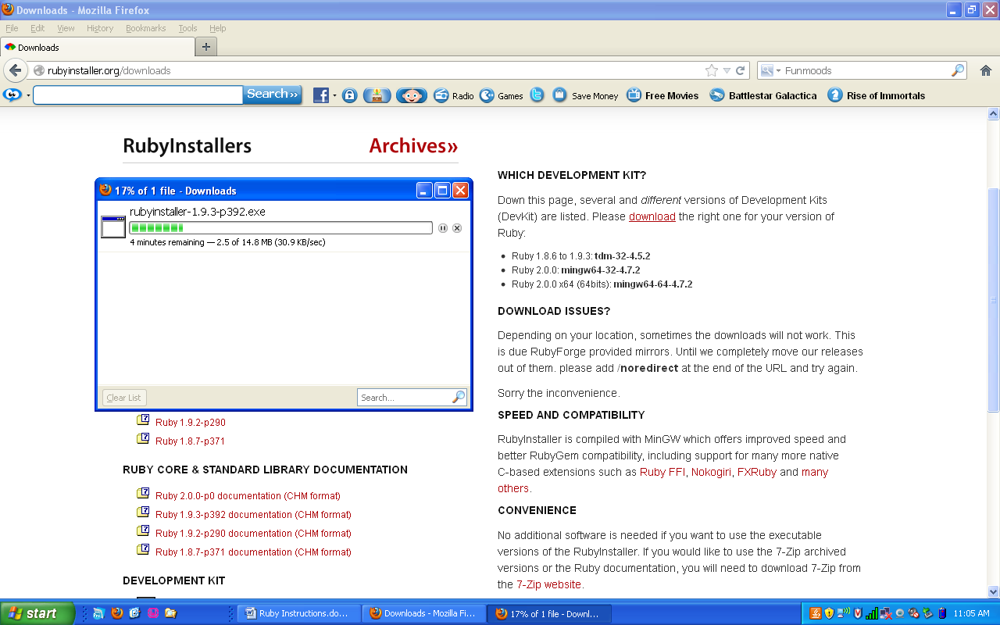 Downloads - Mozilla Firefox
File Edit View History Bookmarks Tools Help
Downloads
rubyinstaller.org/downloads
Funmoods
Search »
Radio Games Save Money Free Movies Battlestar Galactica Rise of Immortals
RubyInstallers Archives»
17% of 1 file - Downloads
rubyinstaller-1.9.3-p392.exe
4 minutes remaining — 2.5 of 14.8 MB (30.9 KB/sec)
Clear List
Search...
Ruby 1.9.2-p290
Ruby 1.8.7-p371
RUBY CORE & STANDARD LIBRARY DOCUMENTATION
Ruby 2.0.0-p0 documentation (CHM format)
Ruby 1.9.3-p392 documentation (CHM format)
Ruby 1.9.2-p290 documentation (CHM format)
Ruby 1.8.7-p371 documentation (CHM format)
DEVELOPMENT KIT
WHICH DEVELOPMENT KIT?
Down this page, several and different versions of Development Kits
(DevKit) are listed. Please download the right one for your version of
Ruby:
Ruby 1.8.6 to 1.9.3: tdm-32-4.5.2
Ruby 2.0.0: mingw64-32-4.7.2
Ruby 2.0.0 x64 (64bits): mingw64-64-4.7.2
DOWNLOAD ISSUES?
Depending on your location, sometimes the downloads will not work. This
is due RubyForge provided mirrors. Until we completely move our releases
out of them. please add /noredirect at the end of the URL and try again.
Sorry the inconvenience.
SPEED AND COMPATIBILITY
RubyInstaller is compiled with MinGW which offers improved speed and
better RubyGem compatibility, including support for many more native
C-based extensions such as Ruby FFI, Nokogiri, FXRuby and many
others.
CONVENIENCE
No additional software is needed if you want to use the executable
versions of the RubyInstaller. If you would like to use the 7-Zip archived
versions or the Ruby documentation, you will need to download 7-Zip from
the 7-Zip website.
start
Ruby Instructions.do...
Downloads - Mozilla Fi...
17% of 1 file - Downl...
11:05 AM